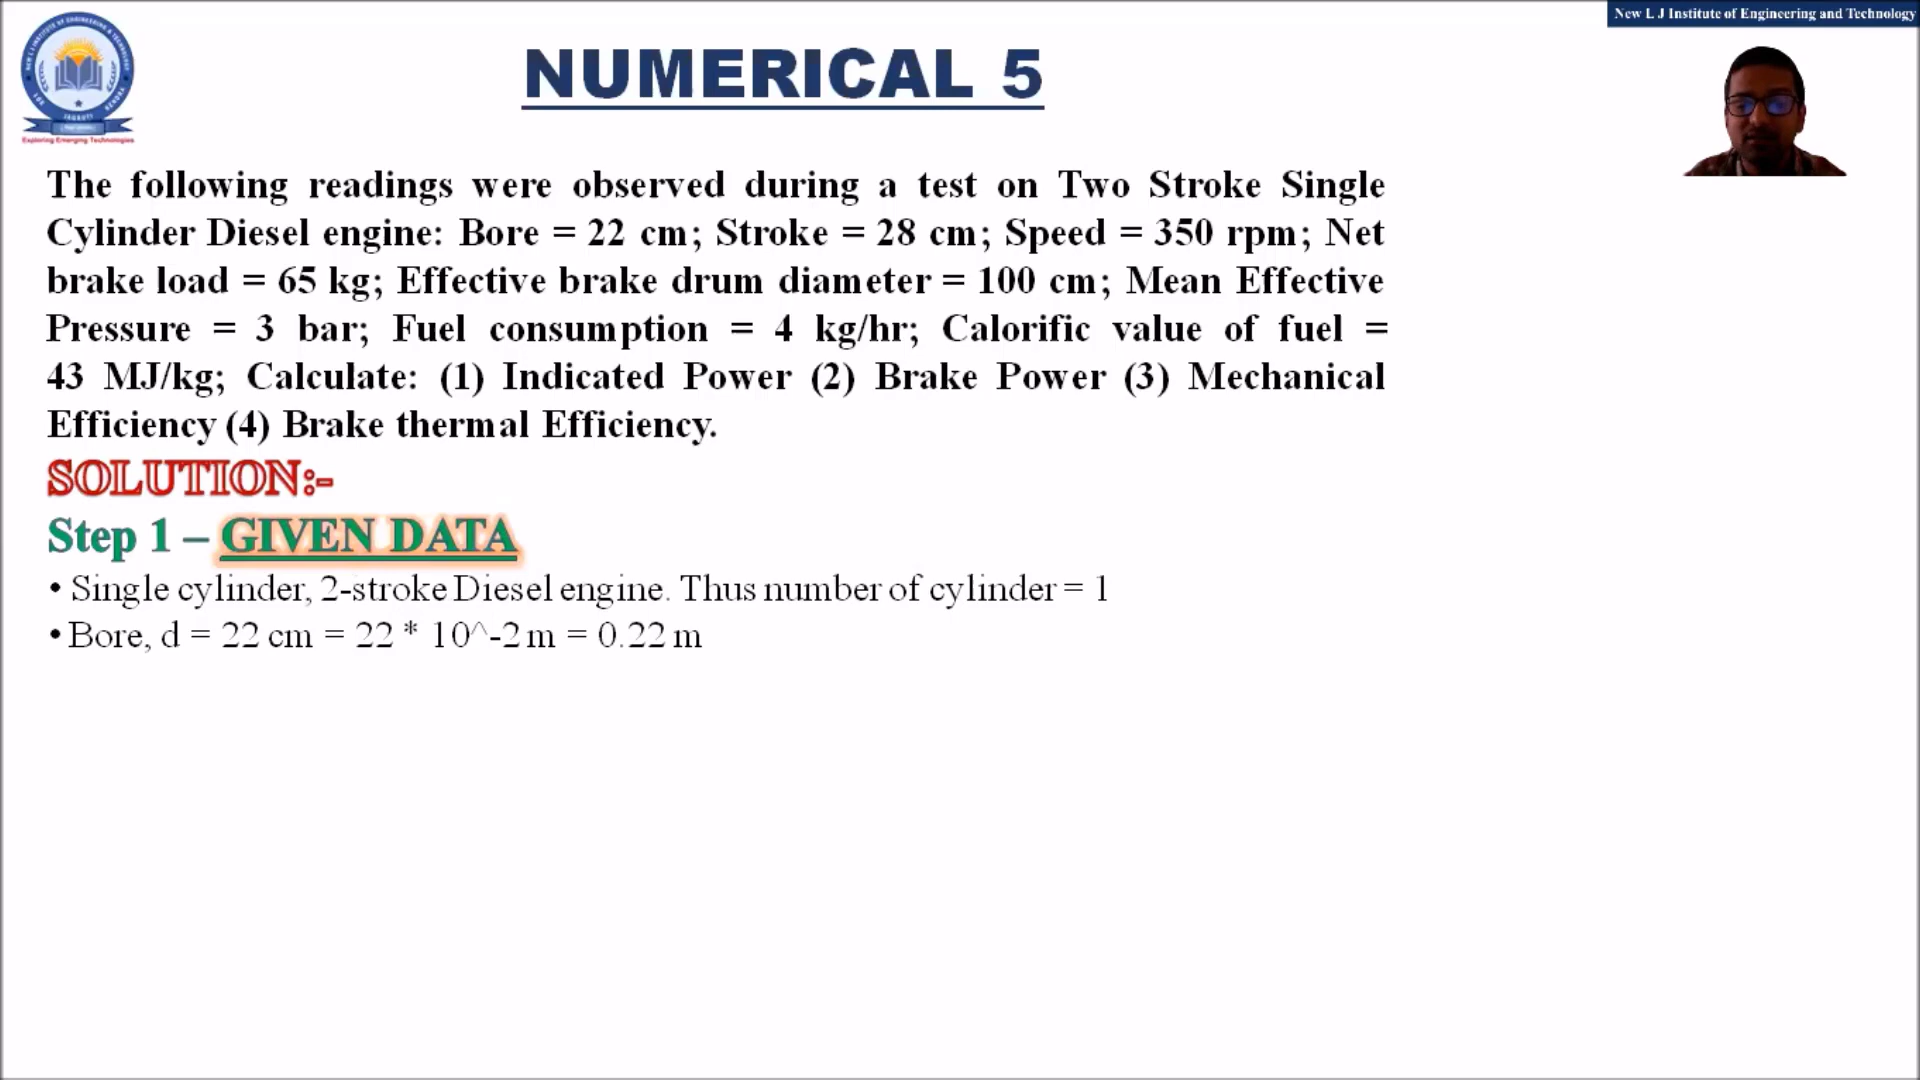 New L J Institute of Engineering and Technology
Exploring Emerging Technologies
NUMERICAL 5
The following readings were observed during a test on Two Stroke Single
Cylinder Diesel engine: Bore = 22 cm; Stroke = 28 cm; Speed = 350 rpm; Net
brake load = 65 kg; Effective brake drum diameter = 100 cm; Mean Effective
Pressure = 3 bar; Fuel consumption = 4 kg/hr; Calorific value of fuel =
43 MJ/kg; Calculate: (1) Indicated Power (2) Brake Power (3) Mechanical
Efficiency (4) Brake thermal Efficiency.
SOLUTION:-
Step 1 – GIVEN DATA
• Single cylinder, 2-stroke Diesel engine. Thus number of cylinder = 1
• Bore, d = 22 cm = 22 * 10^-2 m = 0.22 m